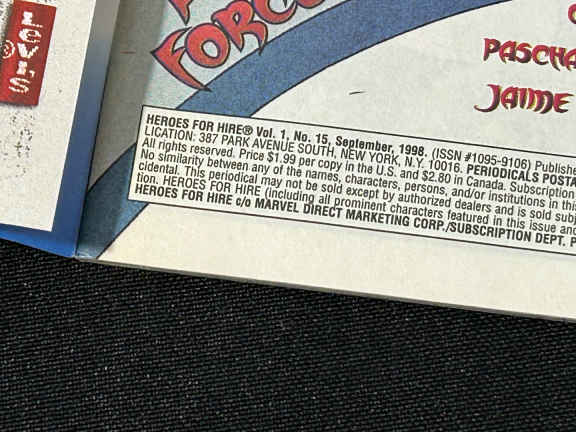 LEVI'S
®
FORCE
PASCHA
JAIME
HEROES FOR HIRE® Vol. 1, No. 15, September, 1998. (ISSN #1095-9106) Publishe
LOCATION: 387 PARK AVENUE SOUTH, NEW YORK, N.Y. 10016. PERIODICALS POSTA
All rights reserved. Price $1.99 per copy in the U.S. and $2.80 in Canada. Subscription
No similarity between any of the names, characters, persons, and/or institutions in this
cidental. This periodical may not be sold except by authorized dealers and is sold subj
tion. HEROES FOR HIRE (including all prominent characters featured in this issue and
HEROES FOR HIRE c/o MARVEL DIRECT MARKETING CORP./SUBSCRIPTION DEPT. P